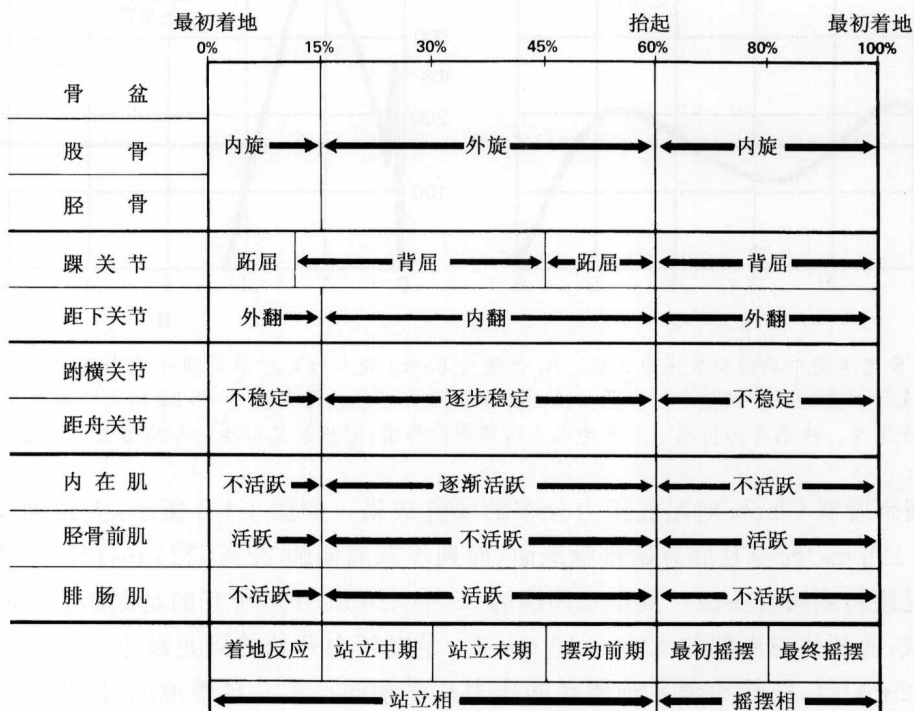 最初着地 抬起 最初着地
0% 15% 30% 45% 60% 80% 100%
骨盆
股骨 内旋 外旋 内旋
胫骨
踝关节 跖屈 背屈 跖屈 背屈
距下关节 外翻 内翻 外翻
跗横关节
不稳定 逐步稳定 不稳定
距舟关节
内在肌 不活跃 逐渐活跃 不活跃
胫骨前肌 活跃 不活跃 活跃
腓肠肌 不活跃 活跃 不活跃
着地反应 站立中期 站立末期 摆动前期 最初摇摆 最终摇摆
站立相 摇摆相